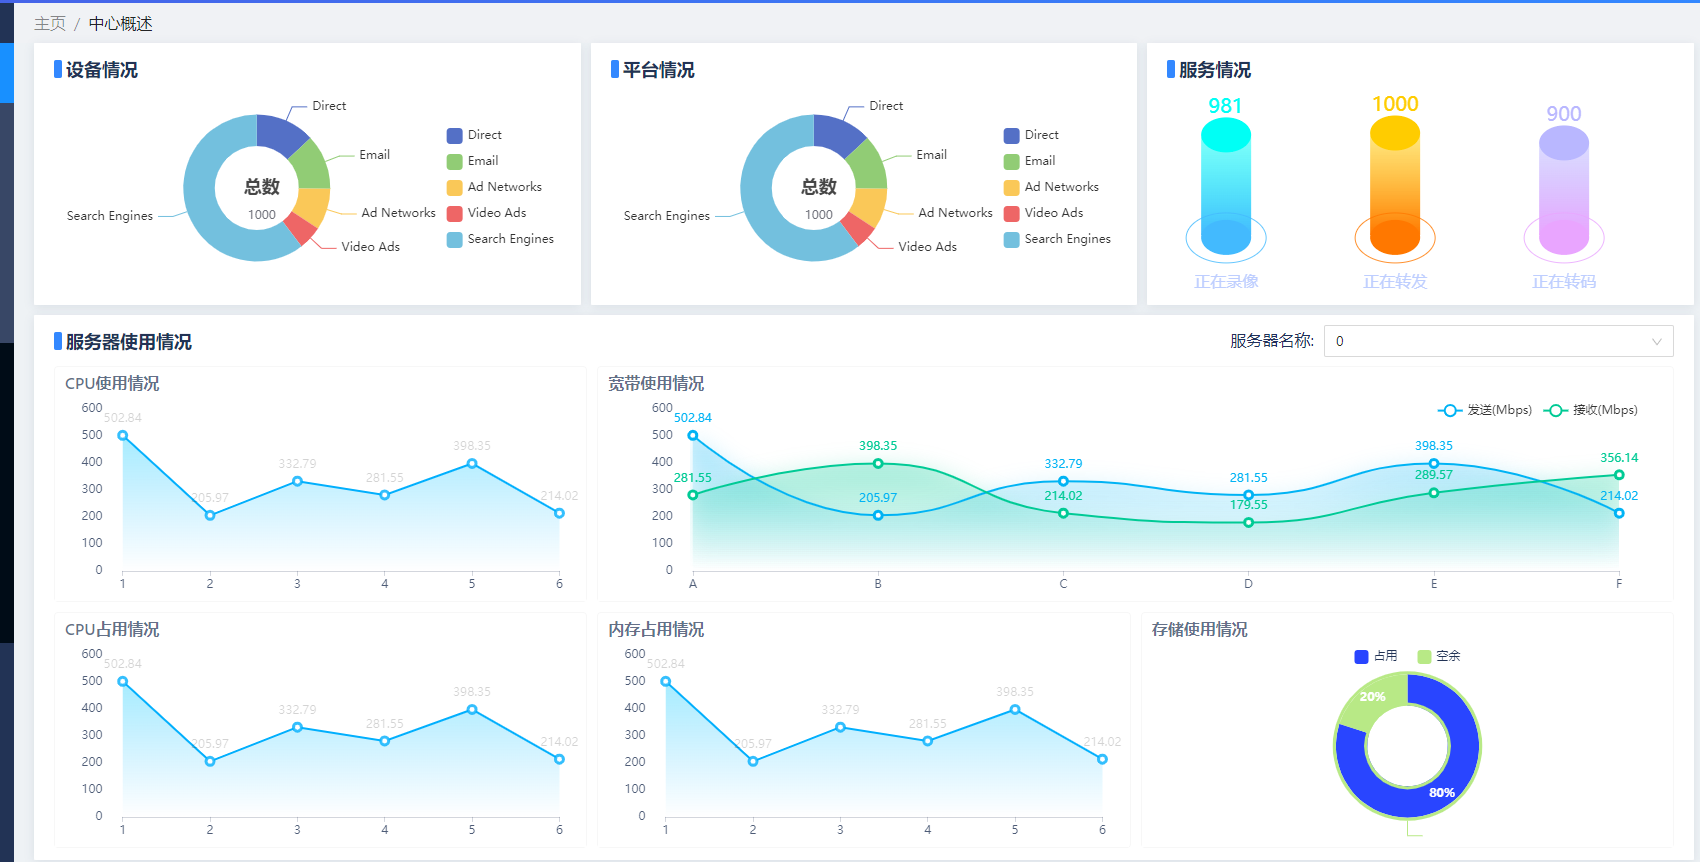 主页 / 中心概述
设备情况
Direct
Email
Ad Networks
Video Ads
Search Engines
总数
1000
Direct
Email
Ad Networks
Video Ads
Search Engines
平台情况
Direct
Email
Ad Networks
Video Ads
Search Engines
总数
1000
Direct
Email
Ad Networks
Video Ads
Search Engines
服务情况
981
1000
900
正在录像
正在转发
正在转码
服务器使用情况
服务器名称: 0
CPU使用情况
600
500
400
300
200
100
0
502.84
205.97
332.79
281.55
398.35
214.02
1 2 3 4 5 6
宽带使用情况
发送(Mbps) 接收(Mbps)
600
500
400
300
200
100
0
502.84
205.97
332.79
281.55
398.35
214.02
281.55
398.35
214.02
179.55
289.57
356.14
A B C D E F
CPU占用情况
600
500
400
300
200
100
0
502.84
205.97
332.79
281.55
398.35
214.02
1 2 3 4 5 6
内存占用情况
600
500
400
300
200
100
0
502.84
205.97
332.79
281.55
398.35
214.02
1 2 3 4 5 6
存储使用情况
占用 空余
20%
80%